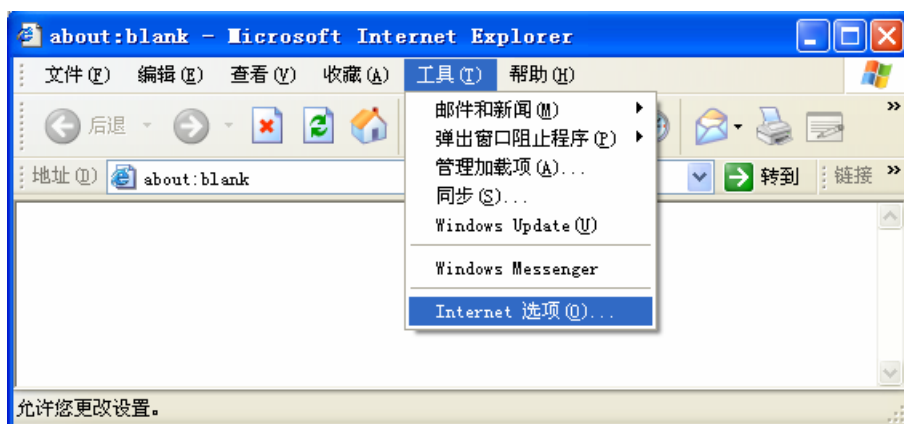 about:blank - Microsoft Internet Explorer
文件(F) 编辑(E) 查看(V) 收藏(A) 工具(T) 帮助(H)
后退
地址(D) about:blank 转到 链接
邮件和新闻(M)
弹出窗口阻止程序(P)
管理加载项(A)...
同步(S)...
Windows Update(U)
Windows Messenger
Internet 选项(O)...
允许您更改设置。